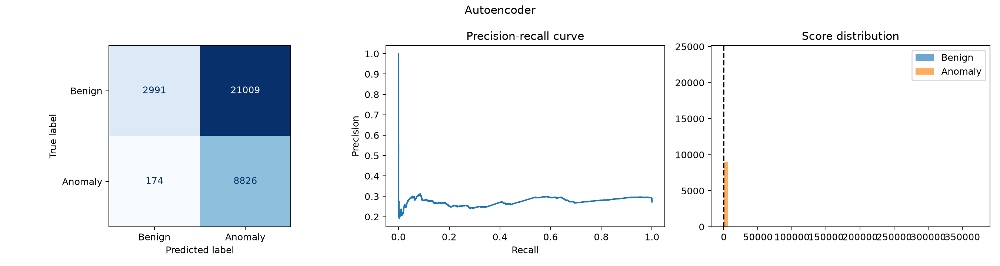 Autoencoder
True label
Benign
Anomaly
2991
21009
174
8826
Benign
Anomaly
Predicted label
Precision-recall curve
Precision
1.0
0.9
0.8
0.7
0.6
0.5
0.4
0.3
0.2
0.0
0.2
0.4
0.6
0.8
1.0
Recall
Score distribution
25000
20000
15000
10000
5000
0
0
50000
100000
150000
200000
250000
300000
350000
Benign
Anomaly